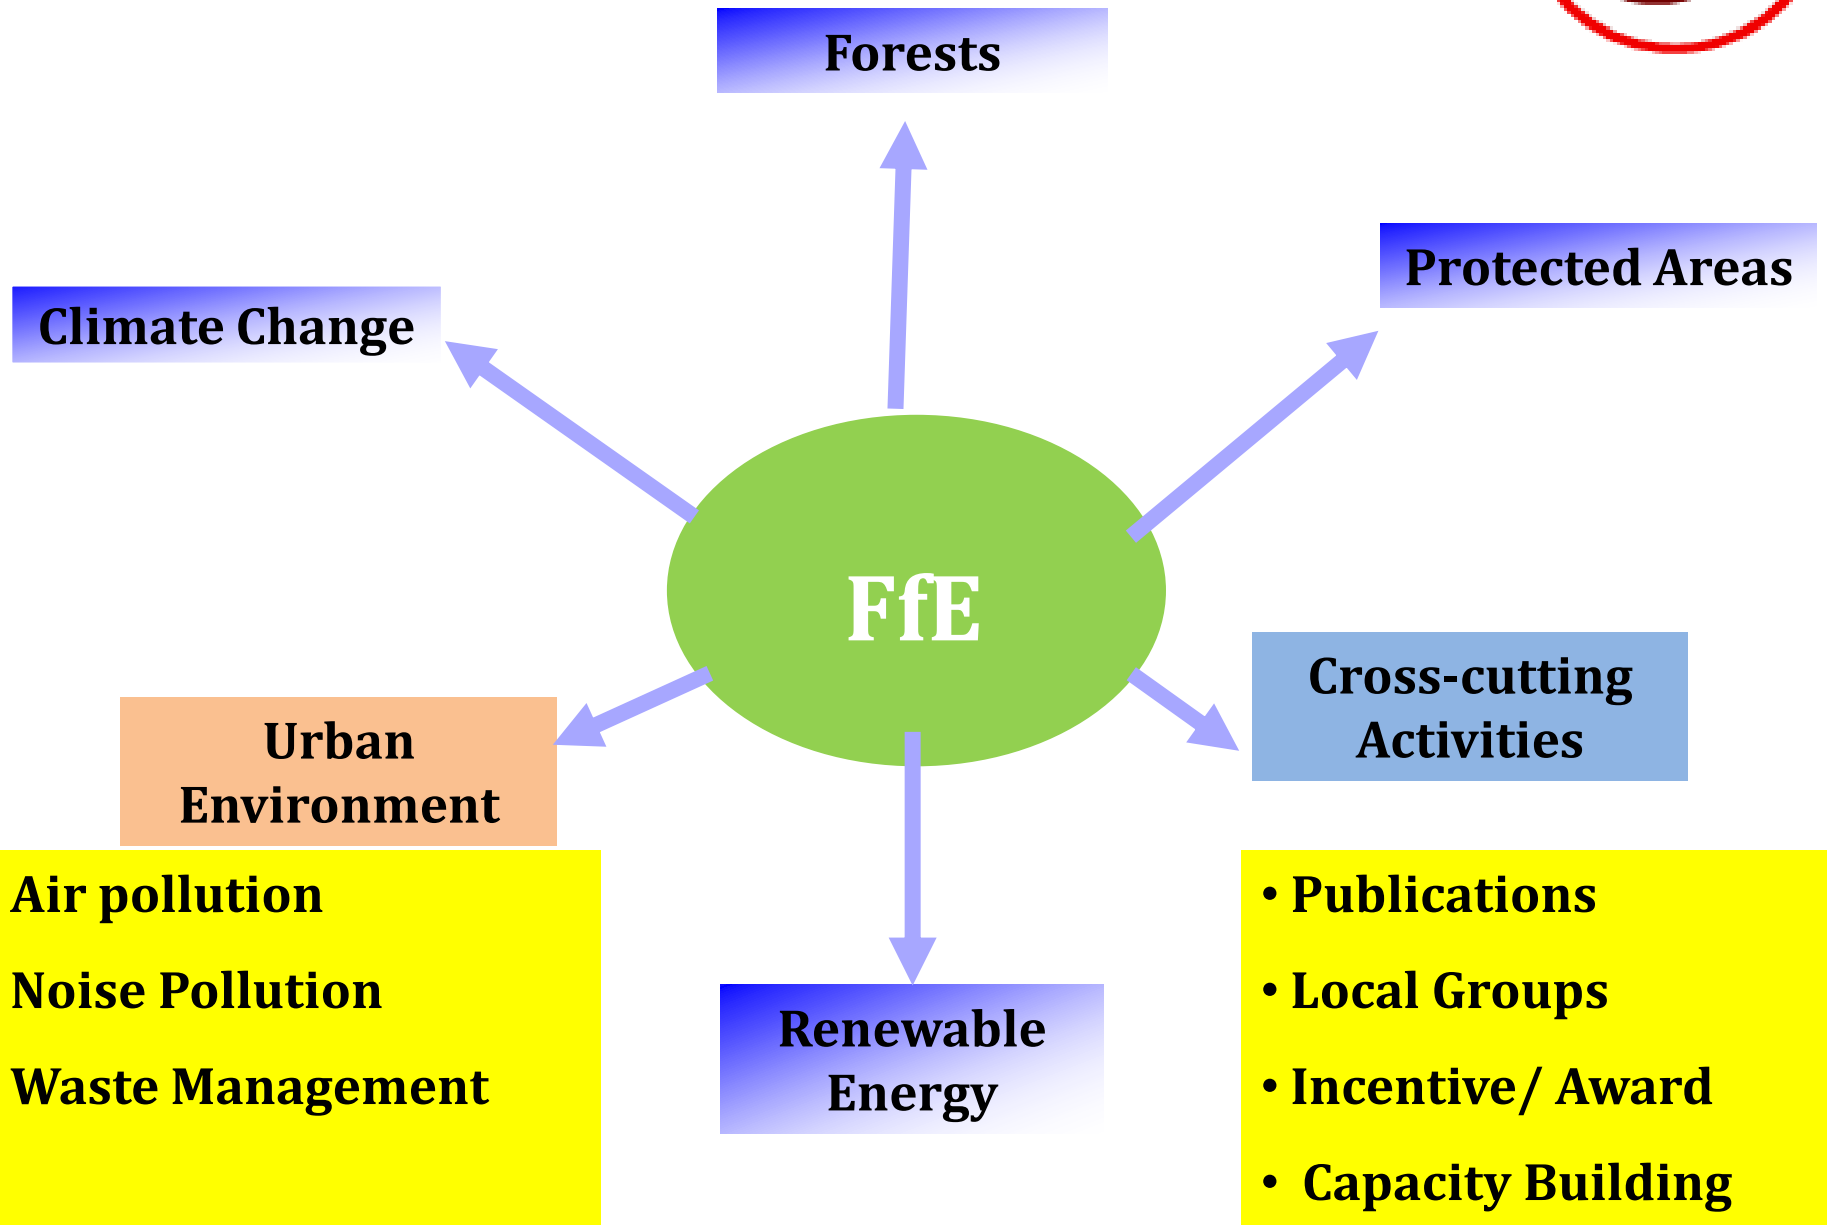 Forests
Protected Areas
Climate Change
FfE
Cross-cutting
Activities
Urban
Environment
Air pollution
Noise Pollution
Waste Management
Renewable
Energy
• Publications
• Local Groups
• Incentive/ Award
• Capacity Building